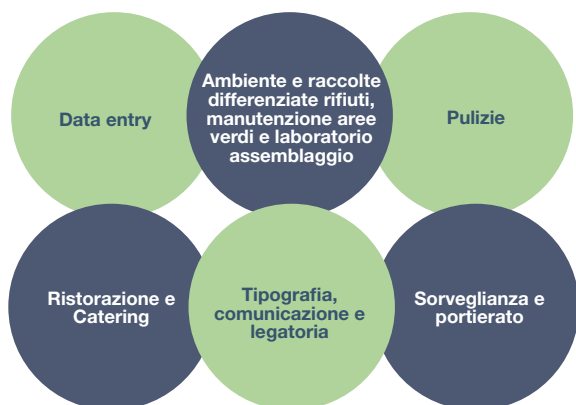 Data entry
Ambiente e raccolte
differenziate rifiuti,
manutenzione aree
verdi e laboratorio
assemblaggio
Pulizie
Ristorazione e
Catering
Tipografia,
comunicazione e
legatoria
Sorveglianza e
portierato